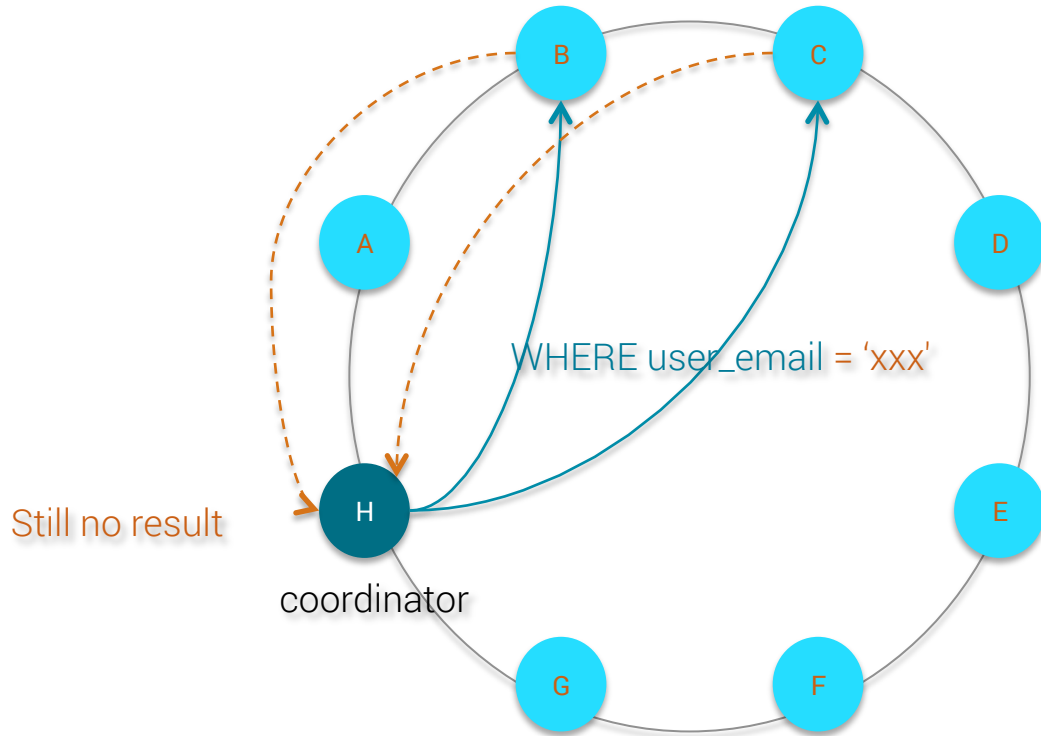 B
C
A
D
WHERE user_email = ‘xxx'
H
E
Still no result
coordinator
G
F